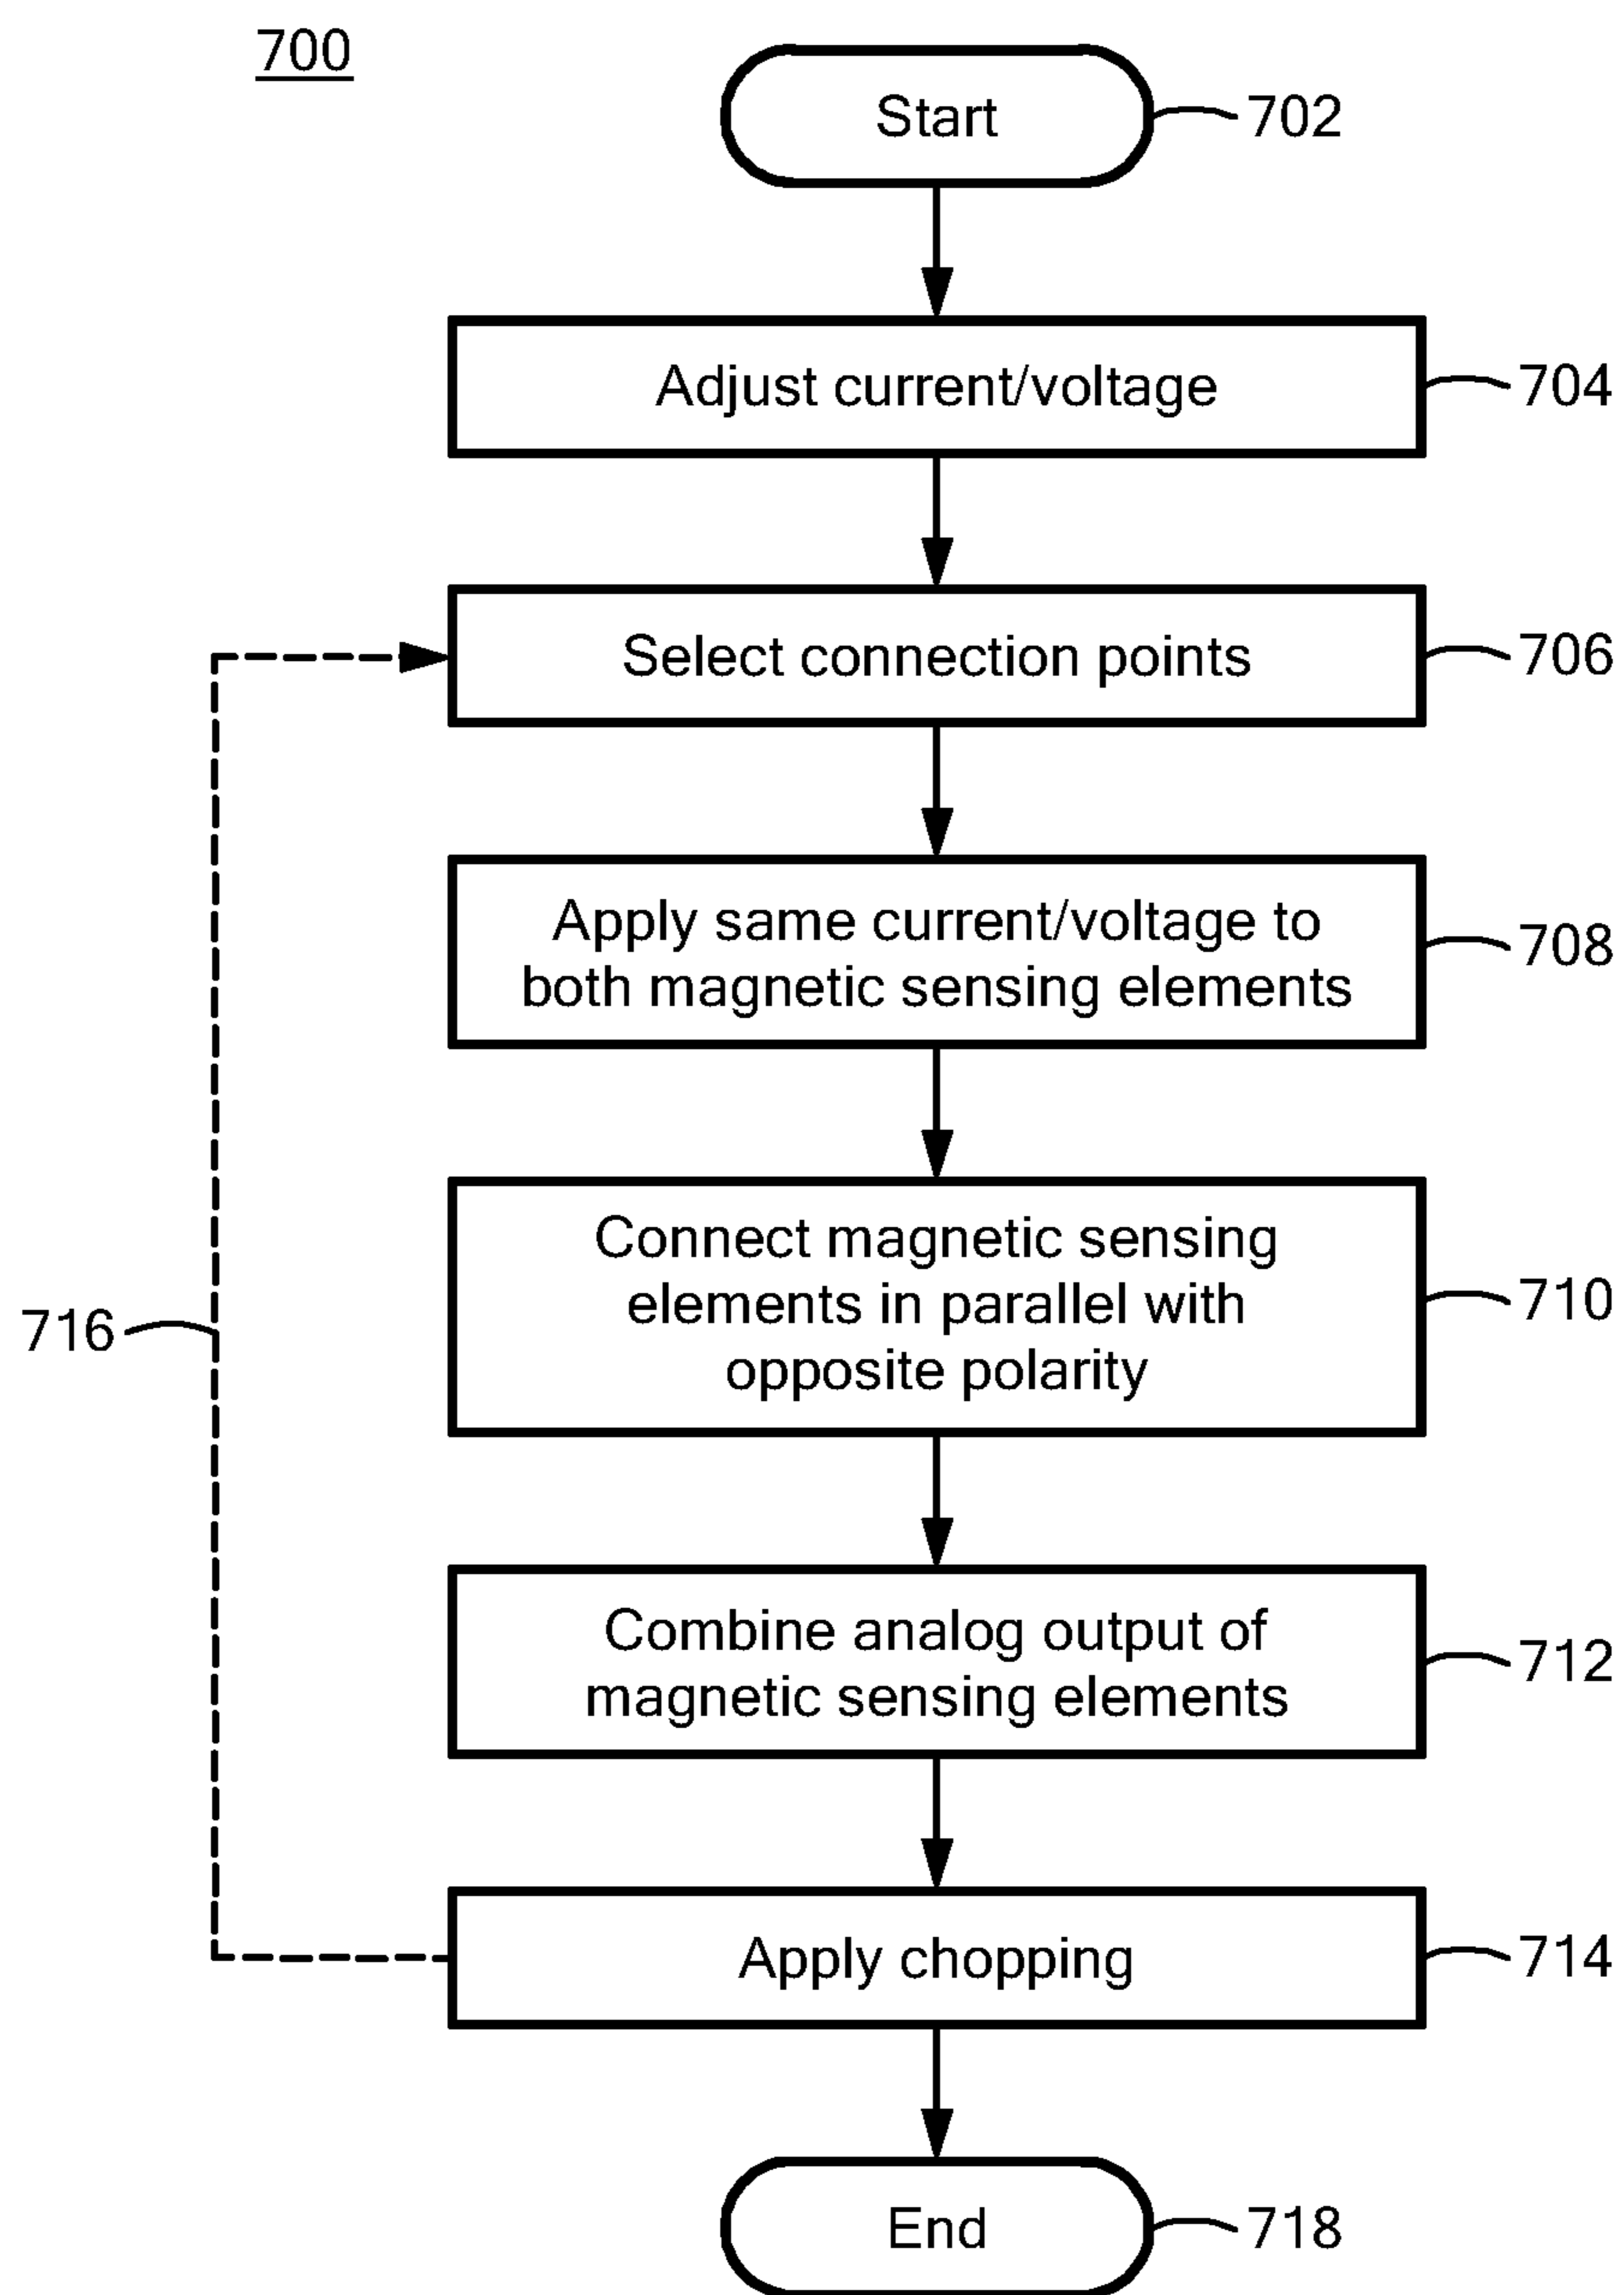 700
Start
702
Adjust current/voltage
704
Select connection points
706
Apply same current/voltage to
both magnetic sensing elements
708
Connect magnetic sensing
elements in parallel with
opposite polarity
710
716
Combine analog output of
magnetic sensing elements
712
Apply chopping
714
End
718